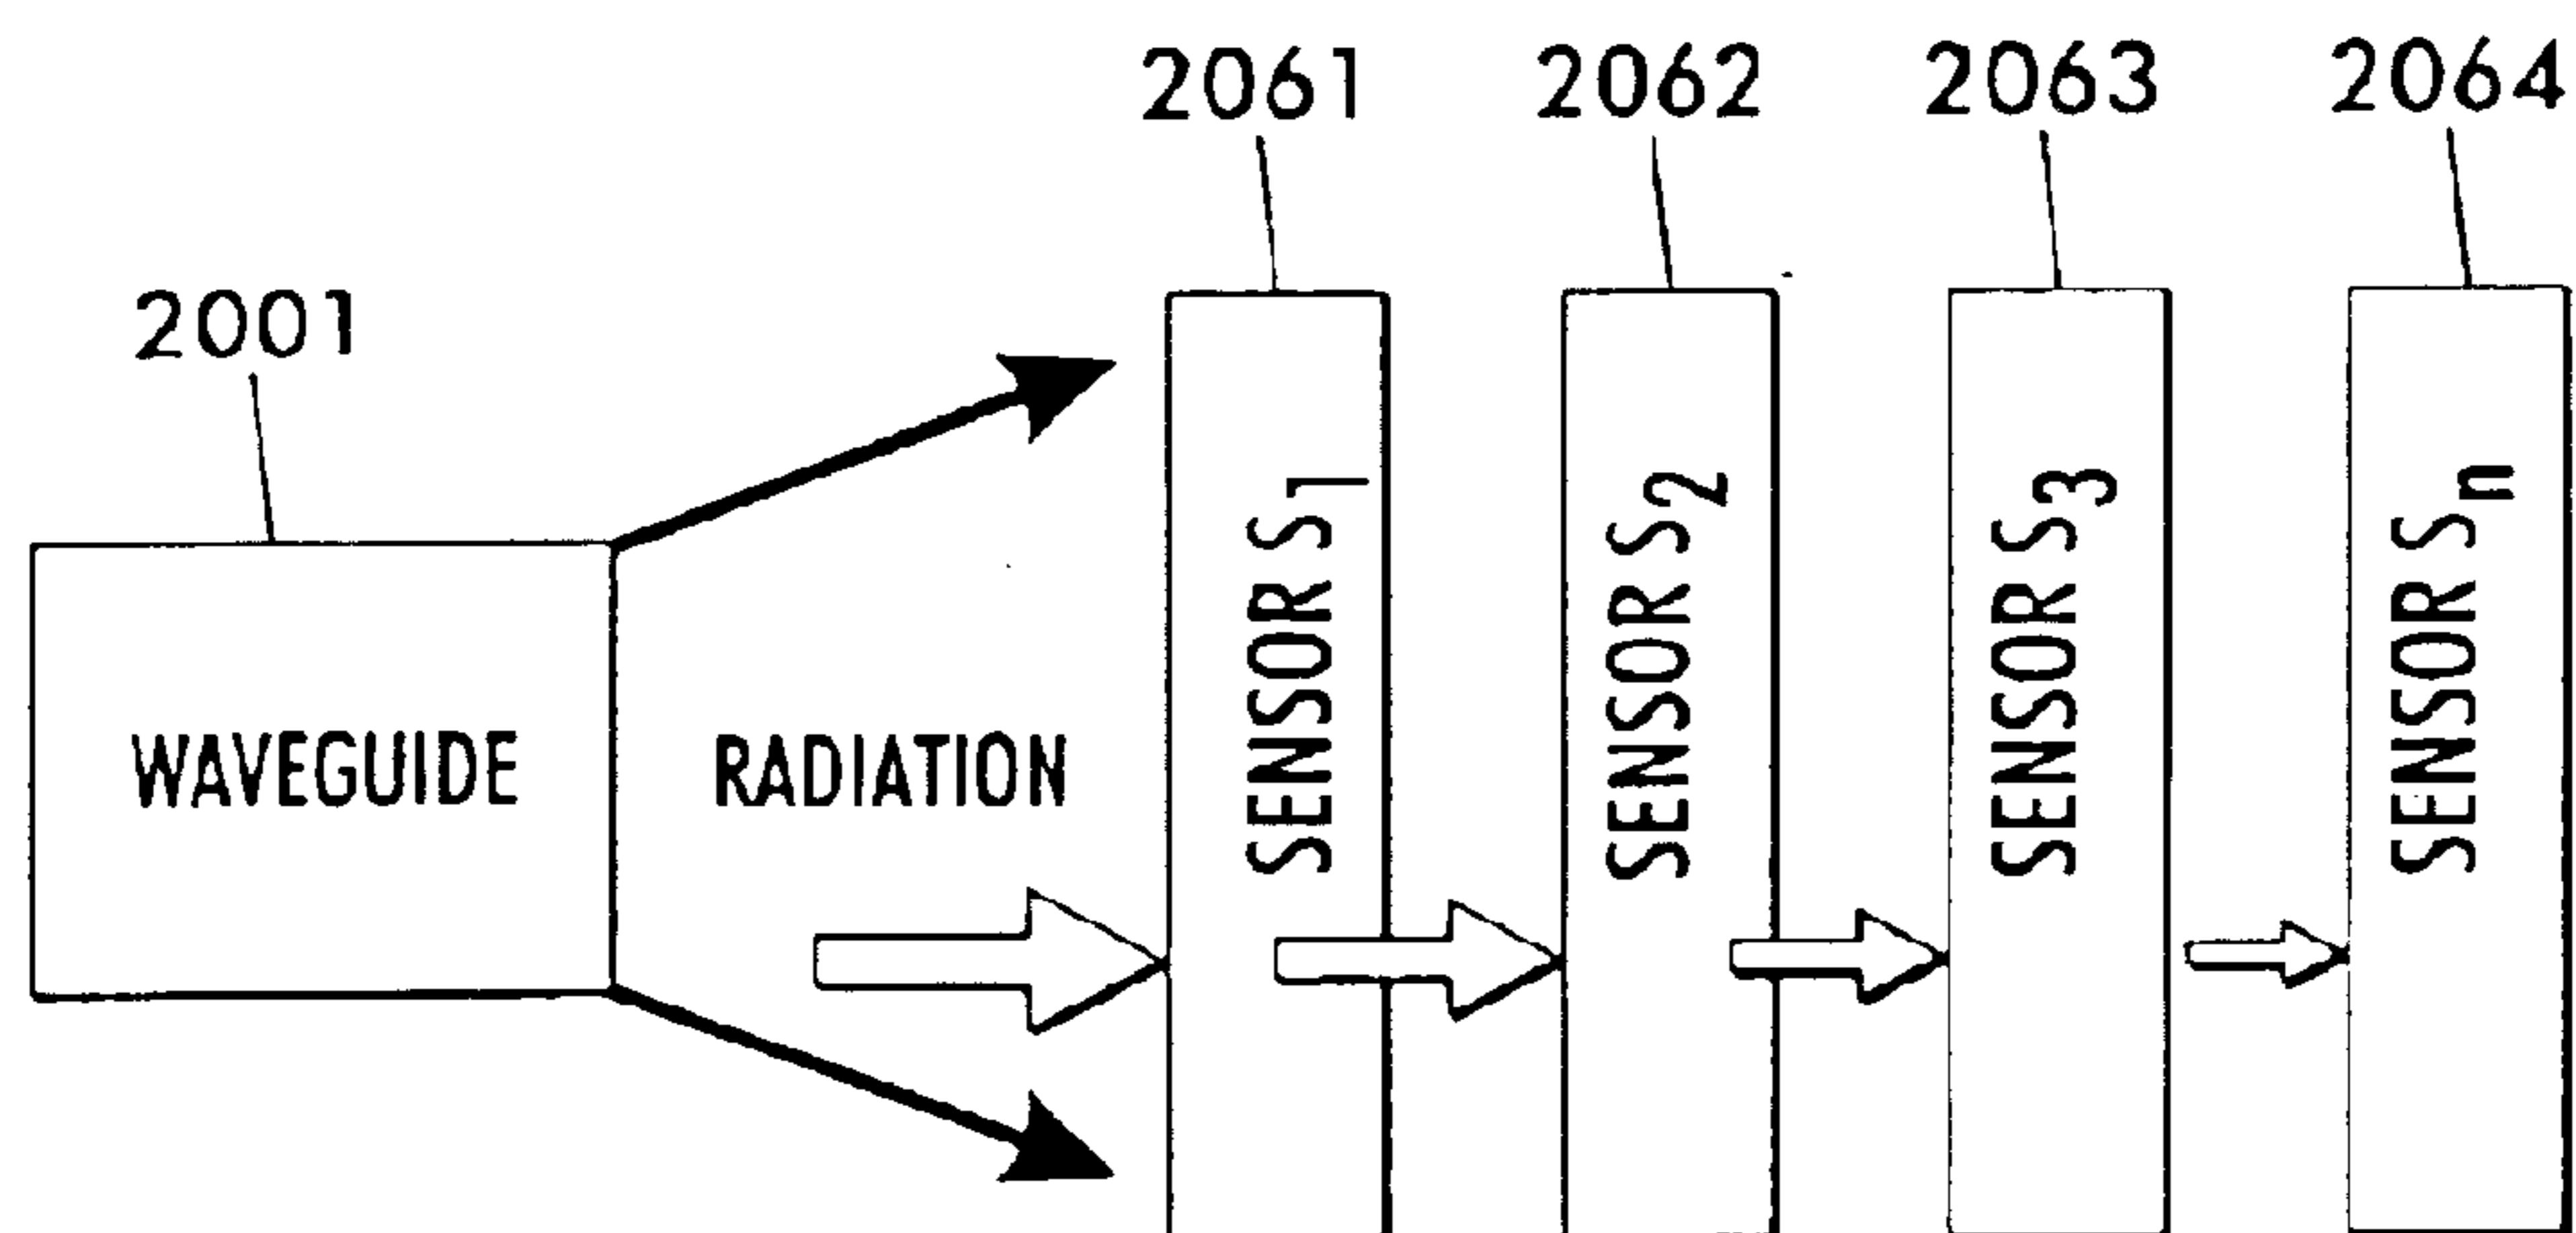 2061 2062 2063 2064
2001
WAVEGUIDE
RADIATION
SENSOR S1
SENSOR S2
SENSOR S3
SENSOR Sn